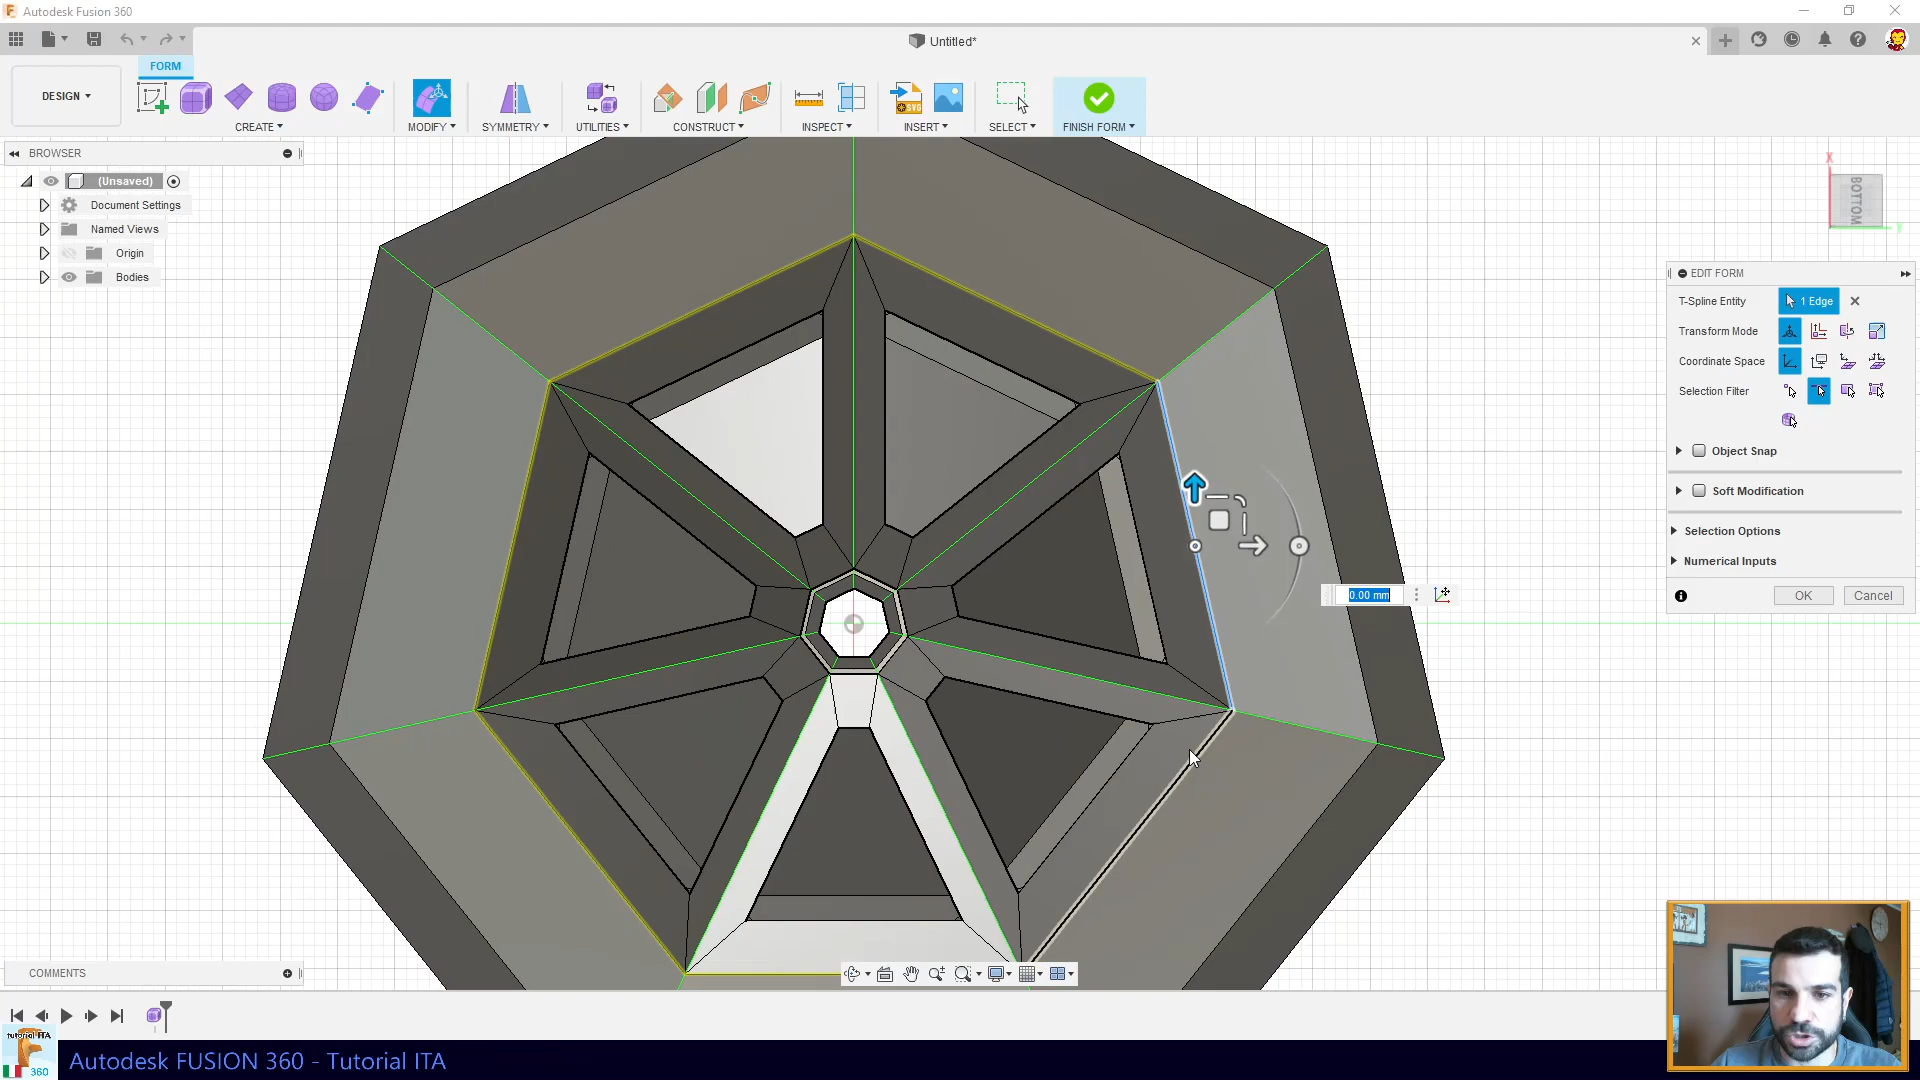 Autodesk Fusion 360
Untitled*
FORM
DESIGN
CREATE
MODIFY
SYMMETRY
UTILITIES
CONSTRUCT
INSPECT
INSERT
SELECT
FINISH FORM
BROWSER
(Unsaved)
Document Settings
Named Views
Origin
Bodies
X
BOTTOM
Y
EDIT FORM
T-Spline Entity
1 Edge
Transform Mode
Coordinate Space
Selection Filter
Object Snap
Soft Modification
Selection Options
Numerical Inputs
OK
Cancel
0.00 mm
COMMENTS
tutorial ITA
360
Autodesk FUSION 360 - Tutorial ITA